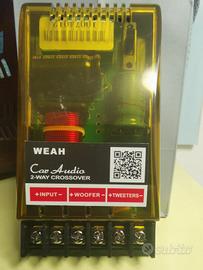 WEAH
Car Audio
2-WAY CROSSOVER
+INPUT-
+WOOFER-
+TWEETERS-
subito